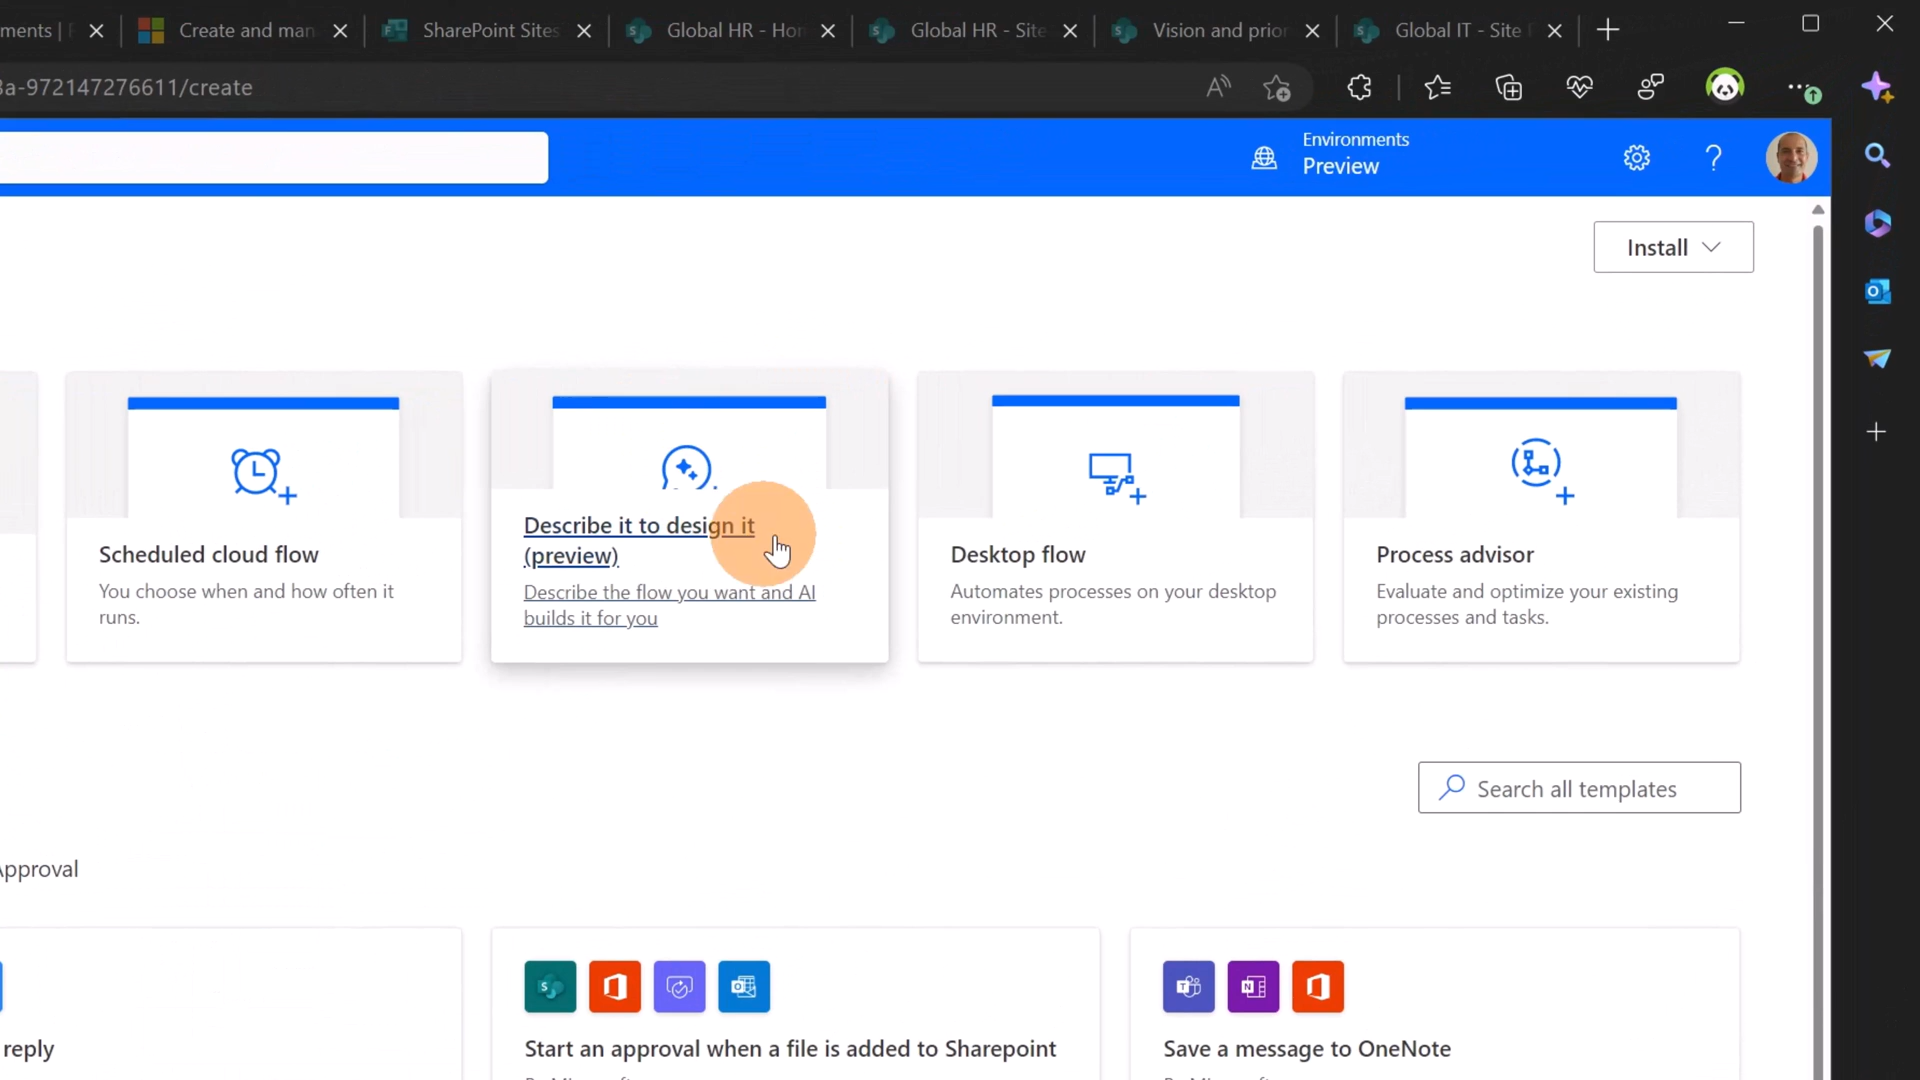 ments |
Create and man
SharePoint Sites
Global HR - Hom
Global HR - Site
Vision and prior
Global IT - Site P
3a-972147276611/create
Environments
Preview
Install
Scheduled cloud flow
You choose when and how often it
runs.
Describe it to design it
(preview)
Describe the flow you want and AI
builds it for you
Desktop flow
Automates processes on your desktop
environment.
Process advisor
Evaluate and optimize your existing
processes and tasks.
Search all templates
Approval
reply
Start an approval when a file is added to Sharepoint
Save a message to OneNote